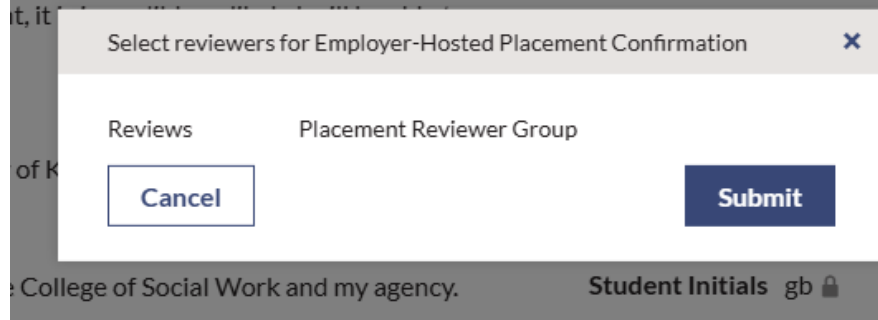 t, it
Select reviewers for Employer-Hosted Placement Confirmation
Reviews Placement Reviewer Group
of K
Cancel Submit
College of Social Work and my agency. Student Initials gb